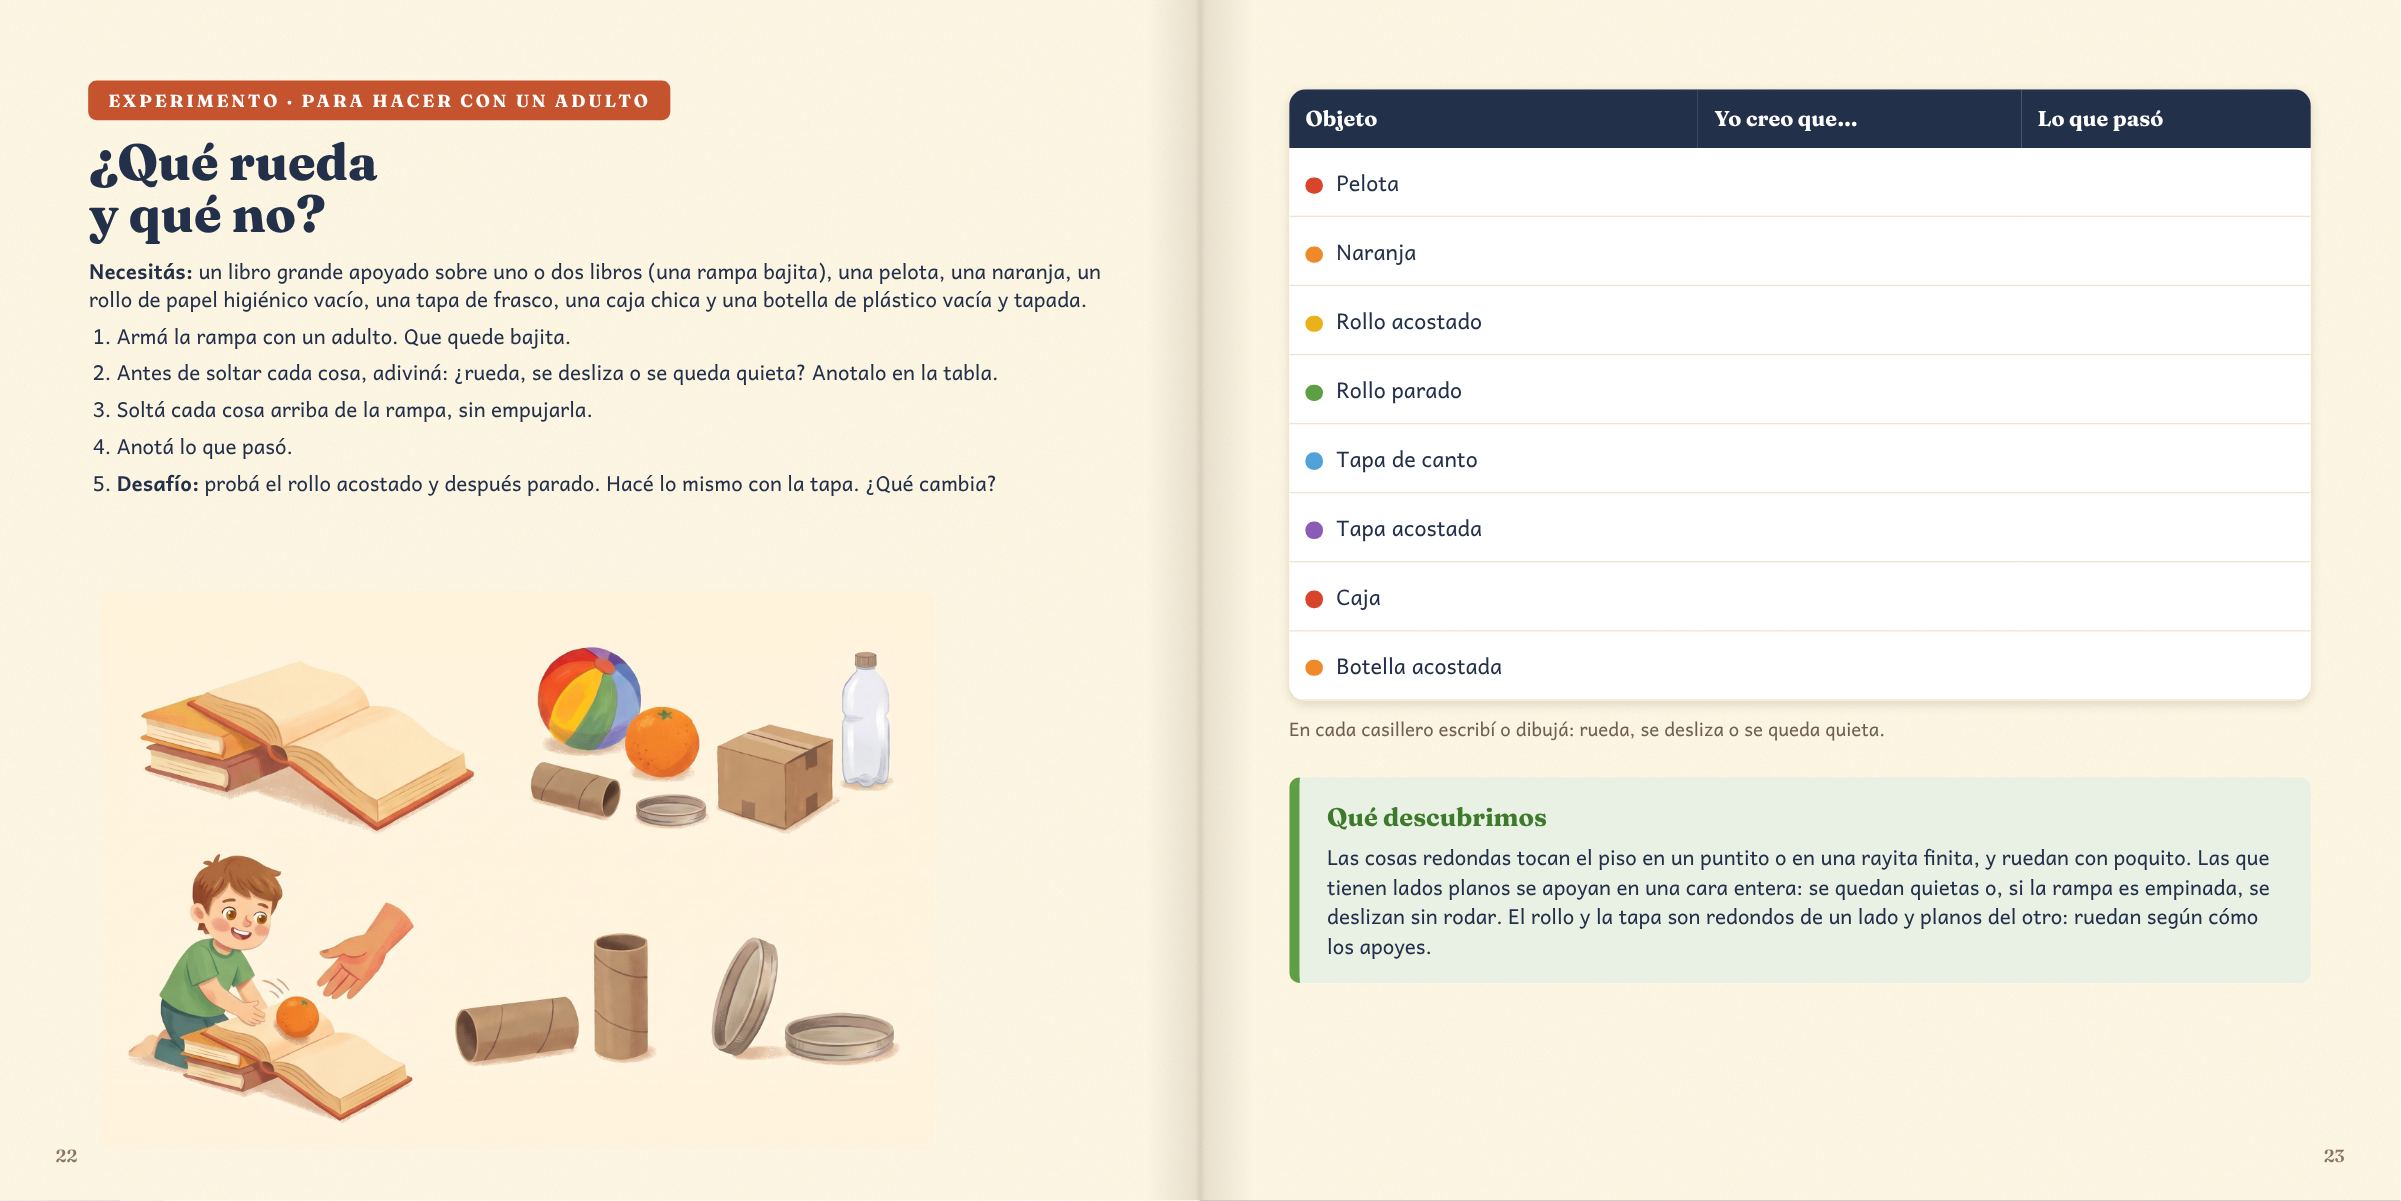 EXPERIMENTO · PARA HACER CON UN ADULTO
¿Qué rueda
y qué no?
Necesitás: un libro grande apoyado sobre uno o dos libros (una rampa bajita), una pelota, una naranja, un
rollo de papel higiénico vacío, una tapa de frasco, una caja chica y una botella de plástico vacía y tapada.
1. Armá la rampa con un adulto. Que quede bajita.
2. Antes de soltar cada cosa, adiviná: ¿rueda, se desliza o se queda quieta? Anotalo en la tabla.
3. Soltá cada cosa arriba de la rampa, sin empujarla.
4. Anotá lo que pasó.
5. Desafío: probá el rollo acostado y después parado. Hacé lo mismo con la tapa. ¿Qué cambia?
22
Objeto Yo creo que... Lo que pasó
Pelota
Naranja
Rollo acostado
Rollo parado
Tapa de canto
Tapa acostada
Caja
Botella acostada
En cada casillero escribí o dibujá: rueda, se desliza o se queda quieta.
Qué descubrimos
Las cosas redondas tocan el piso en un puntito o en una rayita finita, y ruedan con poquito. Las que
tienen lados planos se apoyan en una cara entera: se quedan quietas o, si la rampa es empinada, se
deslizan sin rodar. El rollo y la tapa son redondos de un lado y planos del otro: ruedan según cómo
los apoyes.
23